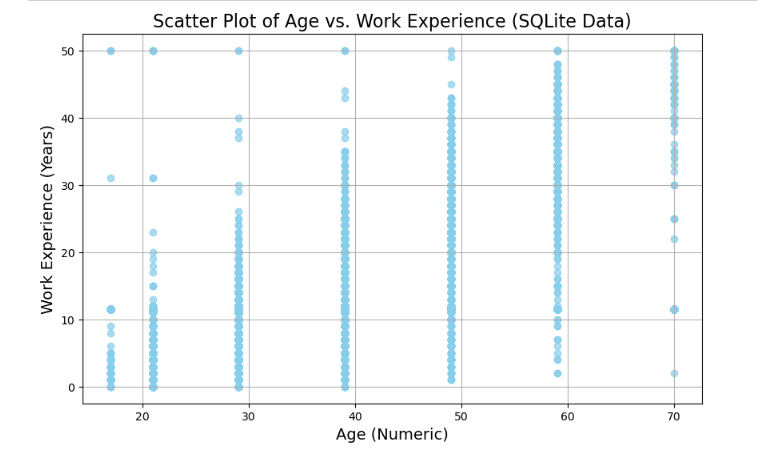 Scatter Plot of Age vs. Work Experience (SQLite Data)
50
40
30
20
10
0
Work Experience (Years)
20 30 40 50 60 70
Age (Numeric)